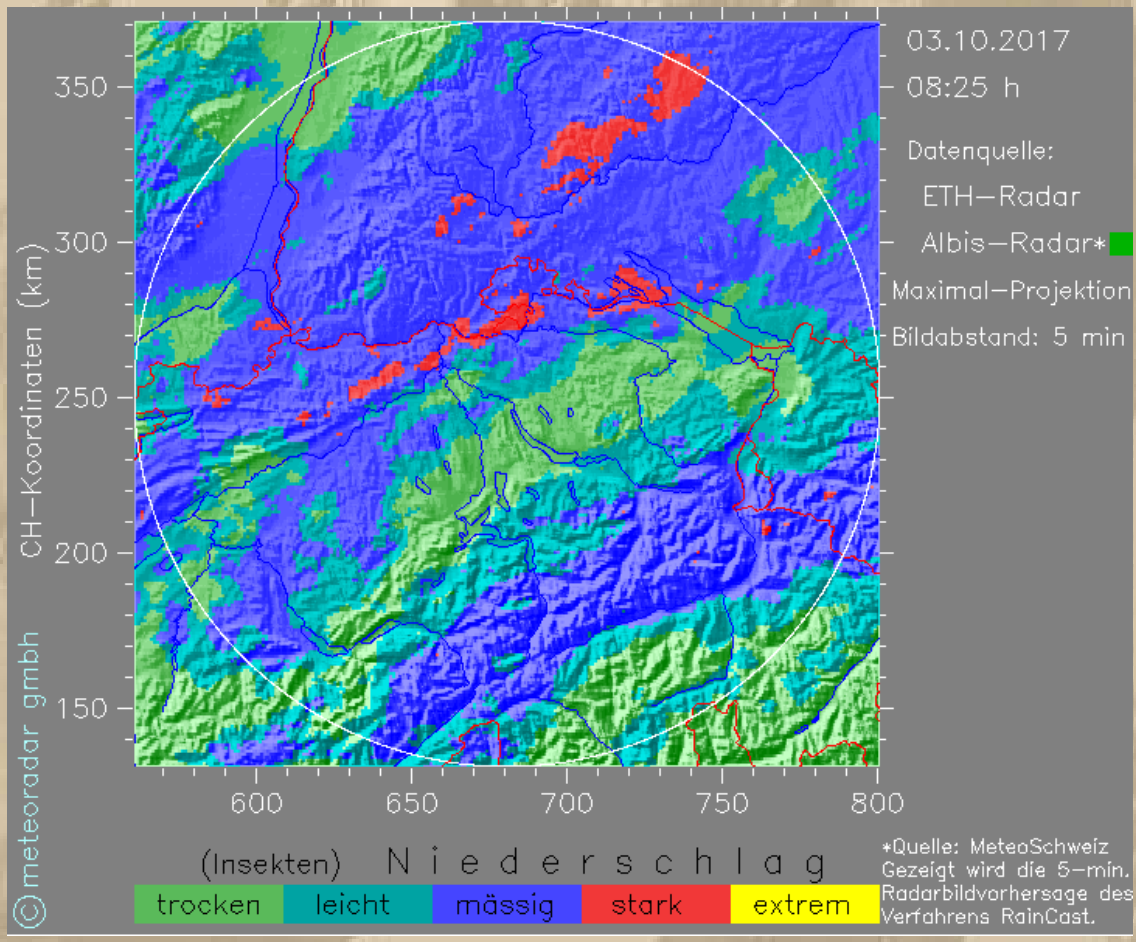 03.10.2017
08:25 h
Datenquelle:
ETH-Radar
Albis-Radar*
Maximal-Projektion
Bildabstand: 5 min
CH-Koordinaten (km)
350
300
250
200
150
600 650 700 750 800
© meteoradar gmbh
(Insekten) Niederschlag
trocken leicht mässig stark extrem
*Quelle: MeteoSchweiz
Gezeigt wird die 5-min.
Radarbildvorhersage des
Verfahrens RainCast.